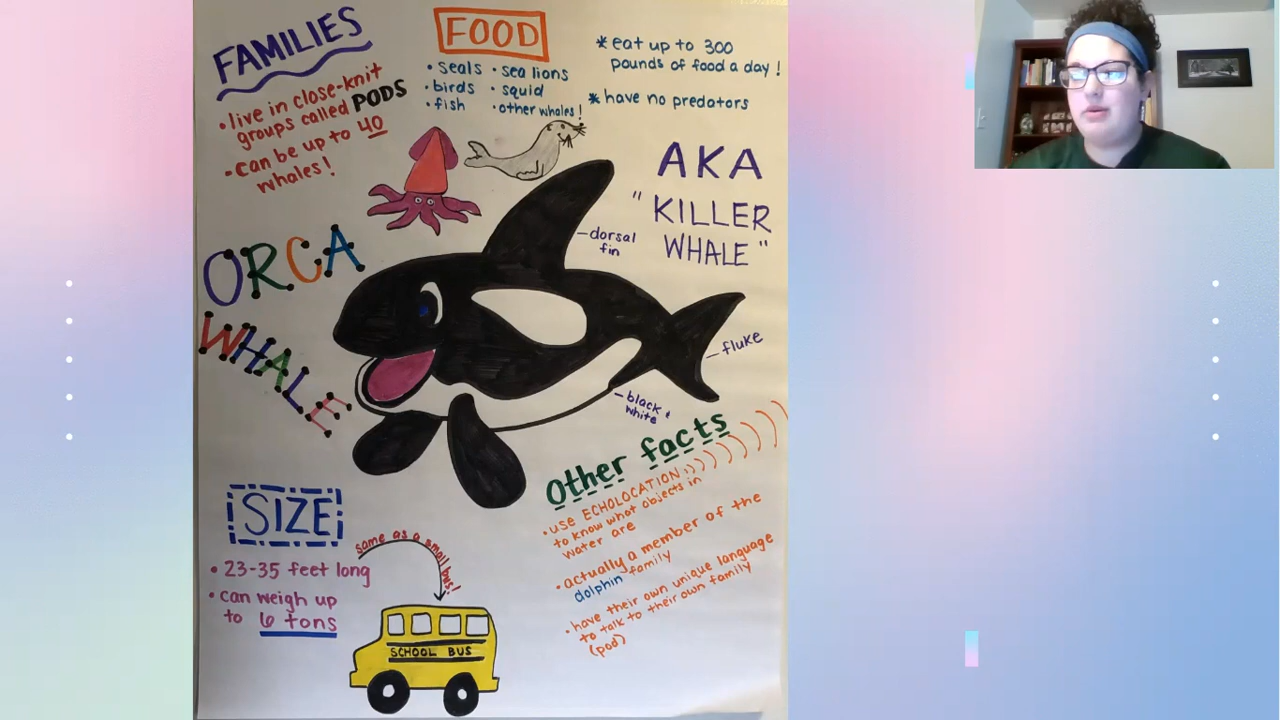 FAMILIES
• live in close-knit
groups called PODS
• can be up to 40
whales!
FOOD
• seals • sea lions
• birds • squid
• fish • other whales!
* eat up to 300
pounds of food a day!
* have no predators
AKA
"KILLER
WHALE"
ORCA
WHALE
dorsal
fin
fluke
black &
white
SIZE
• 23-35 feet long
• can weigh up
to 6 tons
same as a small bus!
SCHOOL BUS
Other facts
• use ECHOLOCATION
to know what objects in
water are
• actually a member of the
dolphin family
• have their own unique language
to talk to their own family
(pod)